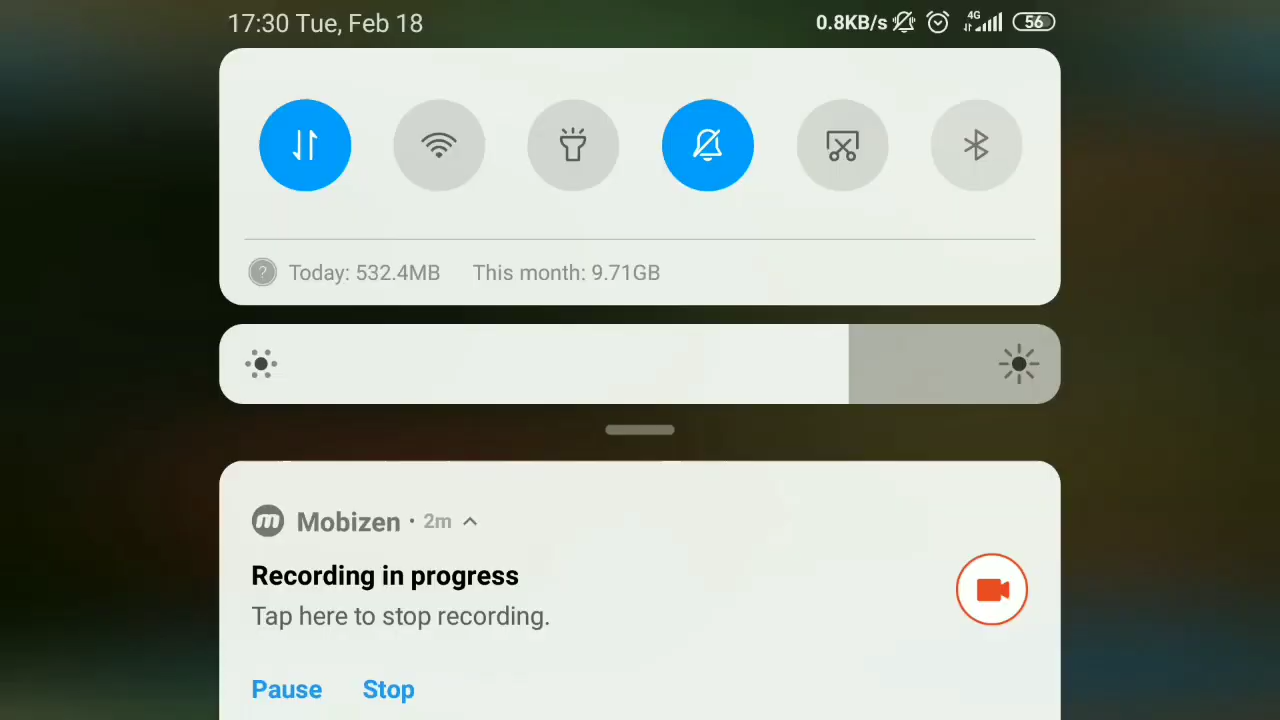 17:30 Tue, Feb 18 0.8KB/s 4G 56
Today: 532.4MB This month: 9.71GB
Mobizen · 2m
Recording in progress
Tap here to stop recording.
Pause Stop